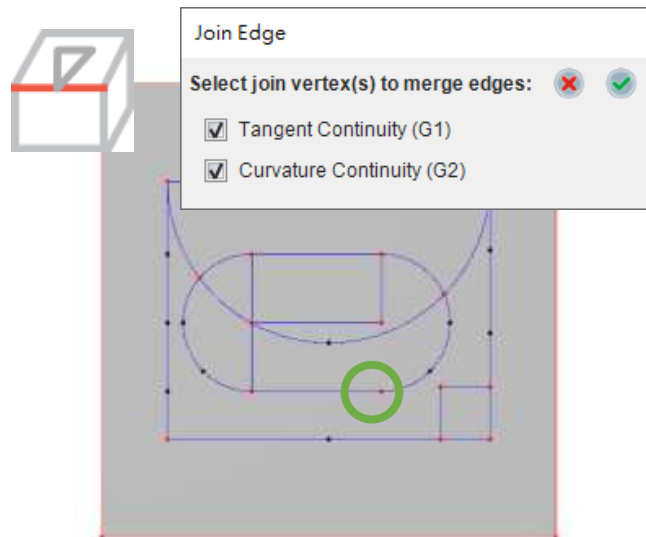 Join Edge
Select join vertex(s) to merge edges:
Tangent Continuity (G1)
Curvature Continuity (G2)